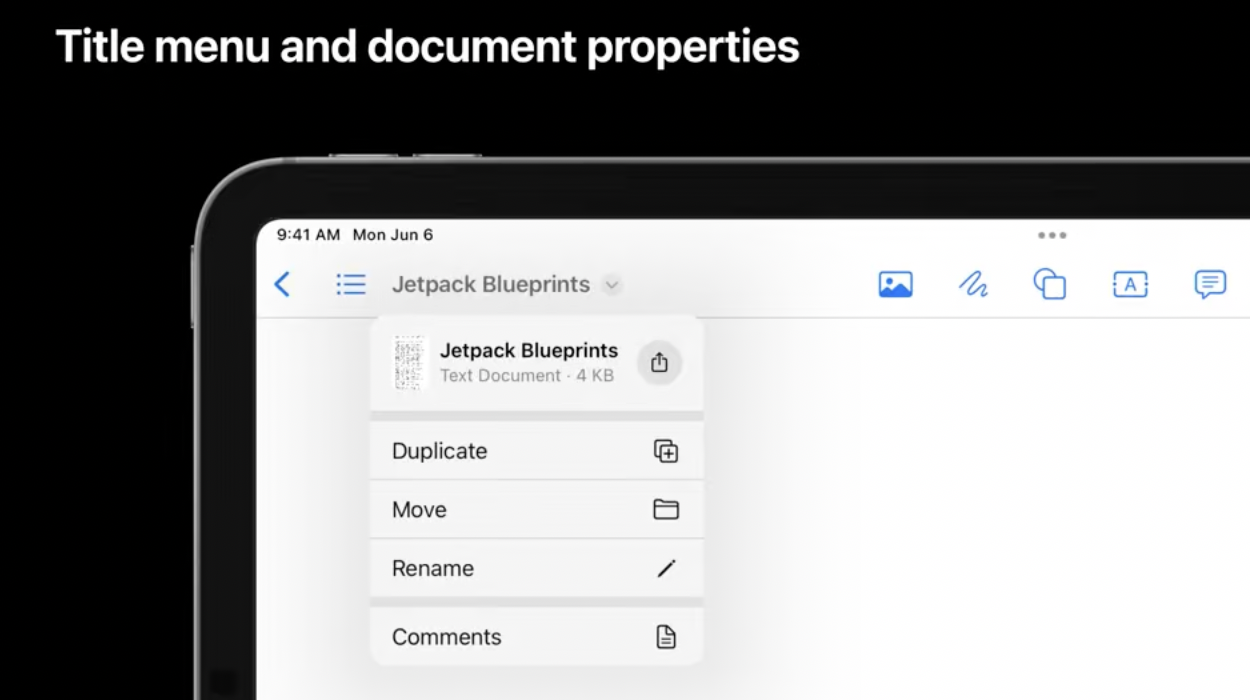 Title menu and document properties
9:41 AM Mon Jun 6
Jetpack Blueprints
A
Jetpack Blueprints
Text Document · 4 KB
Duplicate
Move
Rename
Comments